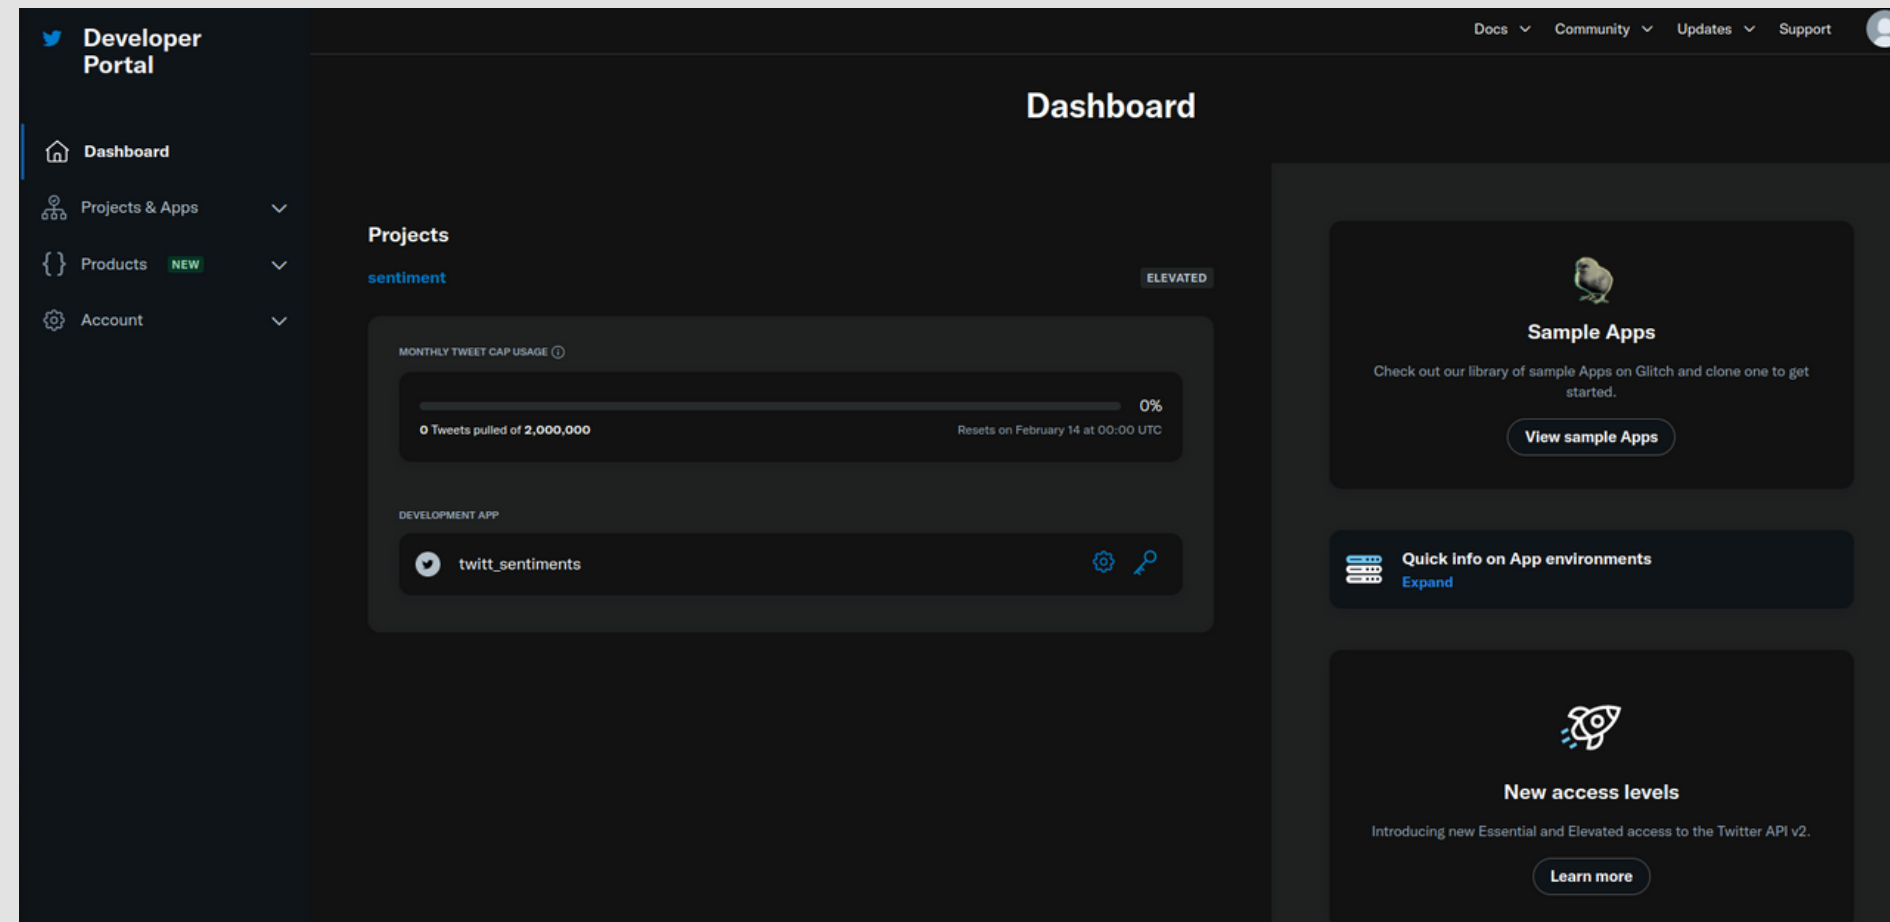 Developer
Portal
Docs
Community
Updates
Support
Dashboard
Dashboard
Projects & Apps
Products NEW
Account
Projects
sentiment
ELEVATED
MONTHLY TWEET CAP USAGE
0%
0 Tweets pulled of 2,000,000
Resets on February 14 at 00:00 UTC
DEVELOPMENT APP
twitt_sentiments
Sample Apps
Check out our library of sample Apps on Glitch and clone one to get
started.
View sample Apps
Quick info on App environments
Expand
New access levels
Introducing new Essential and Elevated access to the Twitter API v2.
Learn more